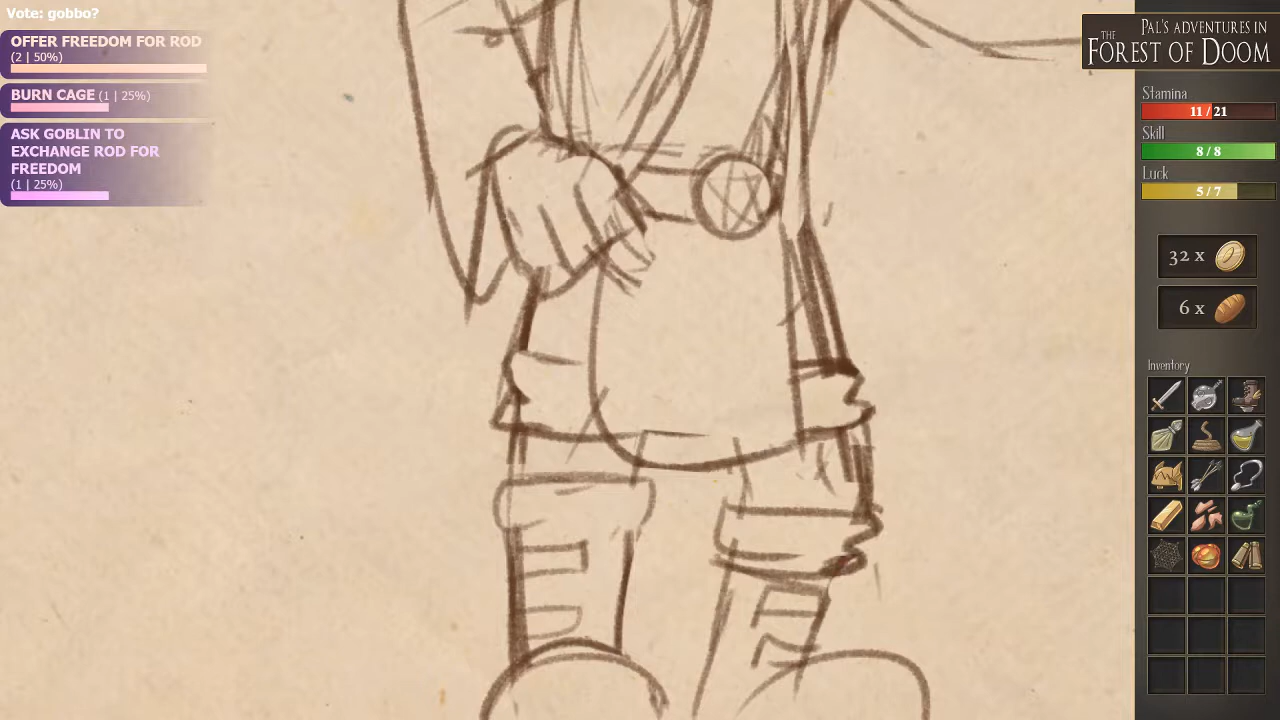 Vote: gobbo?
OFFER FREEDOM FOR ROD
(2 | 50%)
BURN CAGE (1 | 25%)
ASK GOBLIN TO
EXCHANGE ROD FOR
FREEDOM
(1 | 25%)
PAL'S ADVENTURES IN
THE FOREST OF DOOM
Stamina
11 / 21
Skill
8 / 8
Luck
5 / 7
32 x
6 x
Inventory